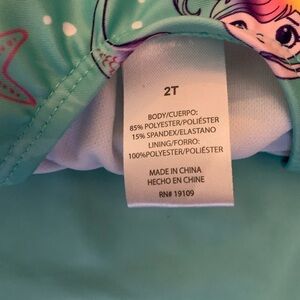 2T
BODY/CUERPO:
85% POLYESTER/POLIÉSTER
15% SPANDEX/ELASTANO
LINING/FORRO:
100%POLYESTER/POLIÉSTER
MADE IN CHINA
HECHO EN CHINE
RN# 19109